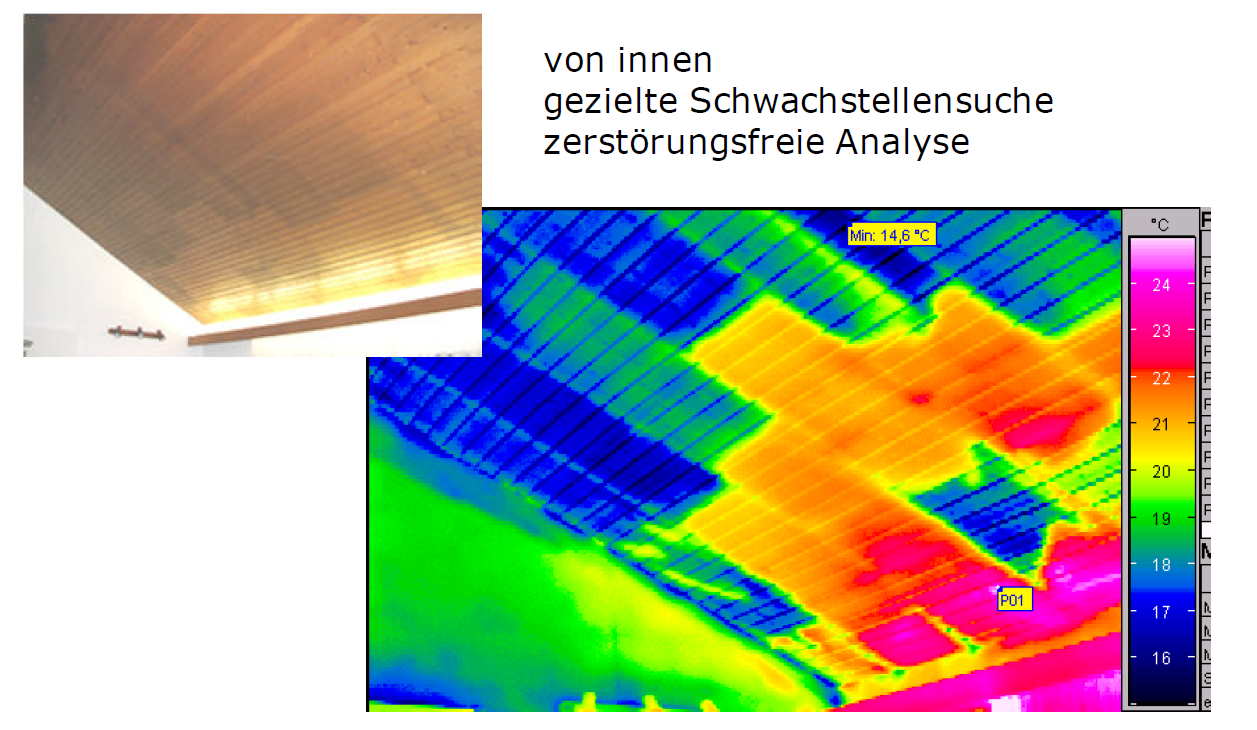 von innen
gezielte Schwachstellensuche
zerstörungsfreie Analyse
Min: 14,6 °C
°C
24
23
22
21
20
19
18
17
16
P01